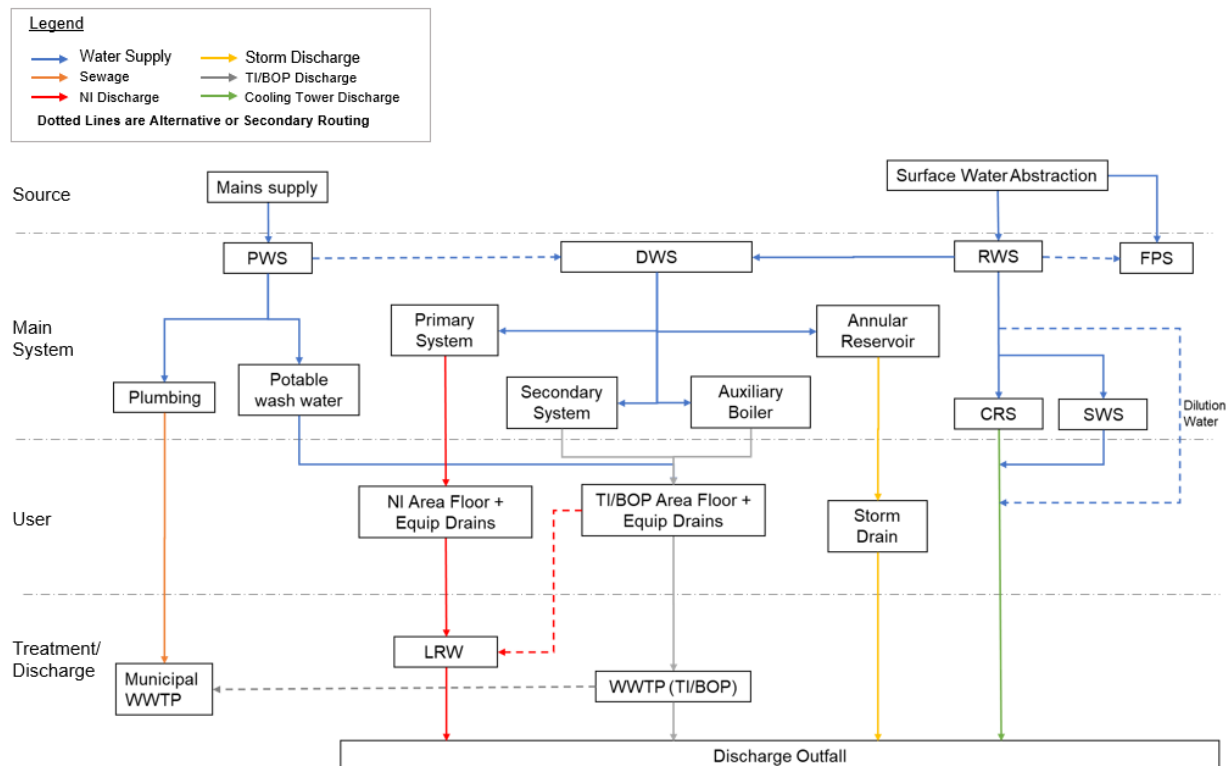 Legend
Water Supply
Storm Discharge
Sewage
TI/BOP Discharge
NI Discharge
Cooling Tower Discharge
Dotted Lines are Alternative or Secondary Routing
Source
Mains supply
Surface Water Abstraction
PWS
DWS
RWS
FPS
Main
System
Primary
System
Annular
Reservoir
Plumbing
Potable
wash water
Secondary
System
Auxiliary
Boiler
CRS
SWS
Dilution
Water
User
NI Area Floor +
Equip Drains
TI/BOP Area Floor +
Equip Drains
Storm
Drain
Treatment/
Discharge
LRW
Municipal
WWTP
WWTP (TI/BOP)
Discharge Outfall